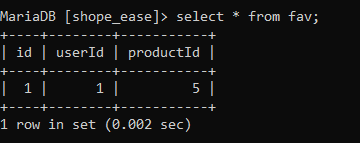 MariaDB [shope_ease]> select * from fav;
+----+--------+-----------+
| id | userId | productId |
+----+--------+-----------+
|  1 |      1 |         5 |
+----+--------+-----------+
1 row in set (0.002 sec)